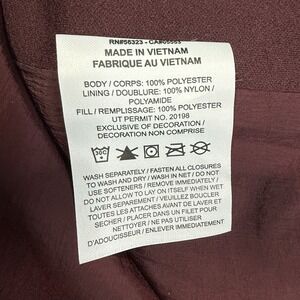 RN#56323 - CA#05553
MADE IN VIETNAM
FABRIQUE AU VIETNAM
BODY / CORPS: 100% POLYESTER
LINING / DOUBLURE: 100% NYLON /
POLYAMIDE
FILL / REMPLISSAGE: 100% POLYESTER
UT PERMIT NO. 20198
EXCLUSIVE OF DECORATION /
DECORATION NON COMPRISE
WASH SEPARATELY / FASTEN ALL CLOSURES
TO WASH AND DRY / WASH IN NET / DO NOT
USE SOFTENERS / REMOVE IMMEDIATELY /
DO NOT ALLOW TO LAY ON ITSELF WHEN WET
LAVER SEPAREMENT / VEUILLEZ BOUCLER
TOUTES LES ATTACHES AVANT DE LAVER ET
SECHER / PLACER DANS UN FILET POUR
NETTOYER / NE PAS UTILISER
D'ADOUCISSEUR / ENLEVER IMMEDIATEMENT